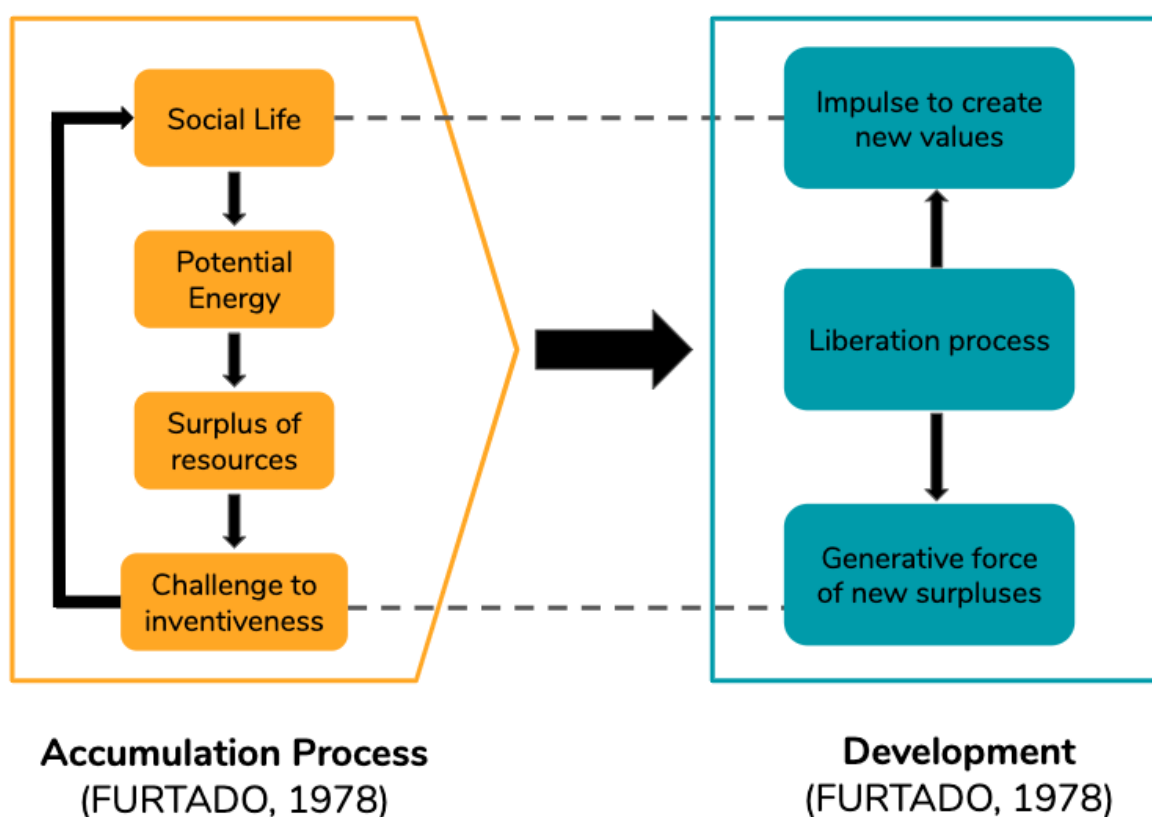 Social Life
Potential
Energy
Surplus of
resources
Challenge to
inventiveness
Impulse to create
new values
Liberation process
Generative force
of new surpluses
Accumulation Process
(FURTADO, 1978)
Development
(FURTADO, 1978)